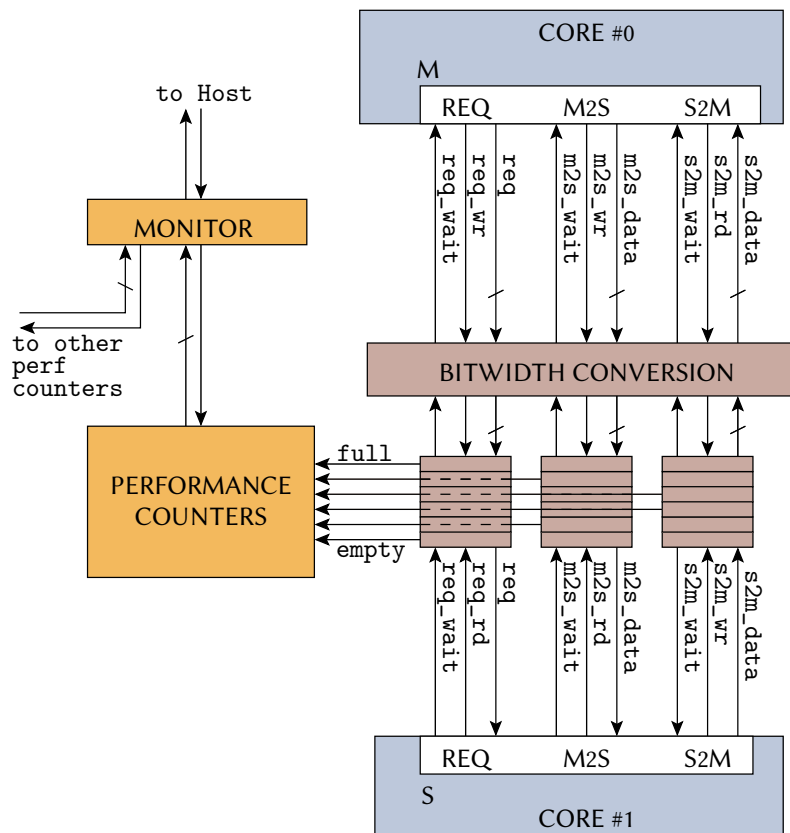 CORE #0
M
REQ M2S S2M
to Host
req_wait
req_wr
req
m2s_wait
m2s_wr
m2s_data
s2m_wait
s2m_rd
s2m_data
MONITOR
to other
perf
counters
BITWIDTH CONVERSION
full
PERFORMANCE
COUNTERS
empty
req_wait
req_rd
req
m2s_wait
m2s_rd
m2s_data
s2m_wait
s2m_wr
s2m_data
REQ M2S S2M
S
CORE #1